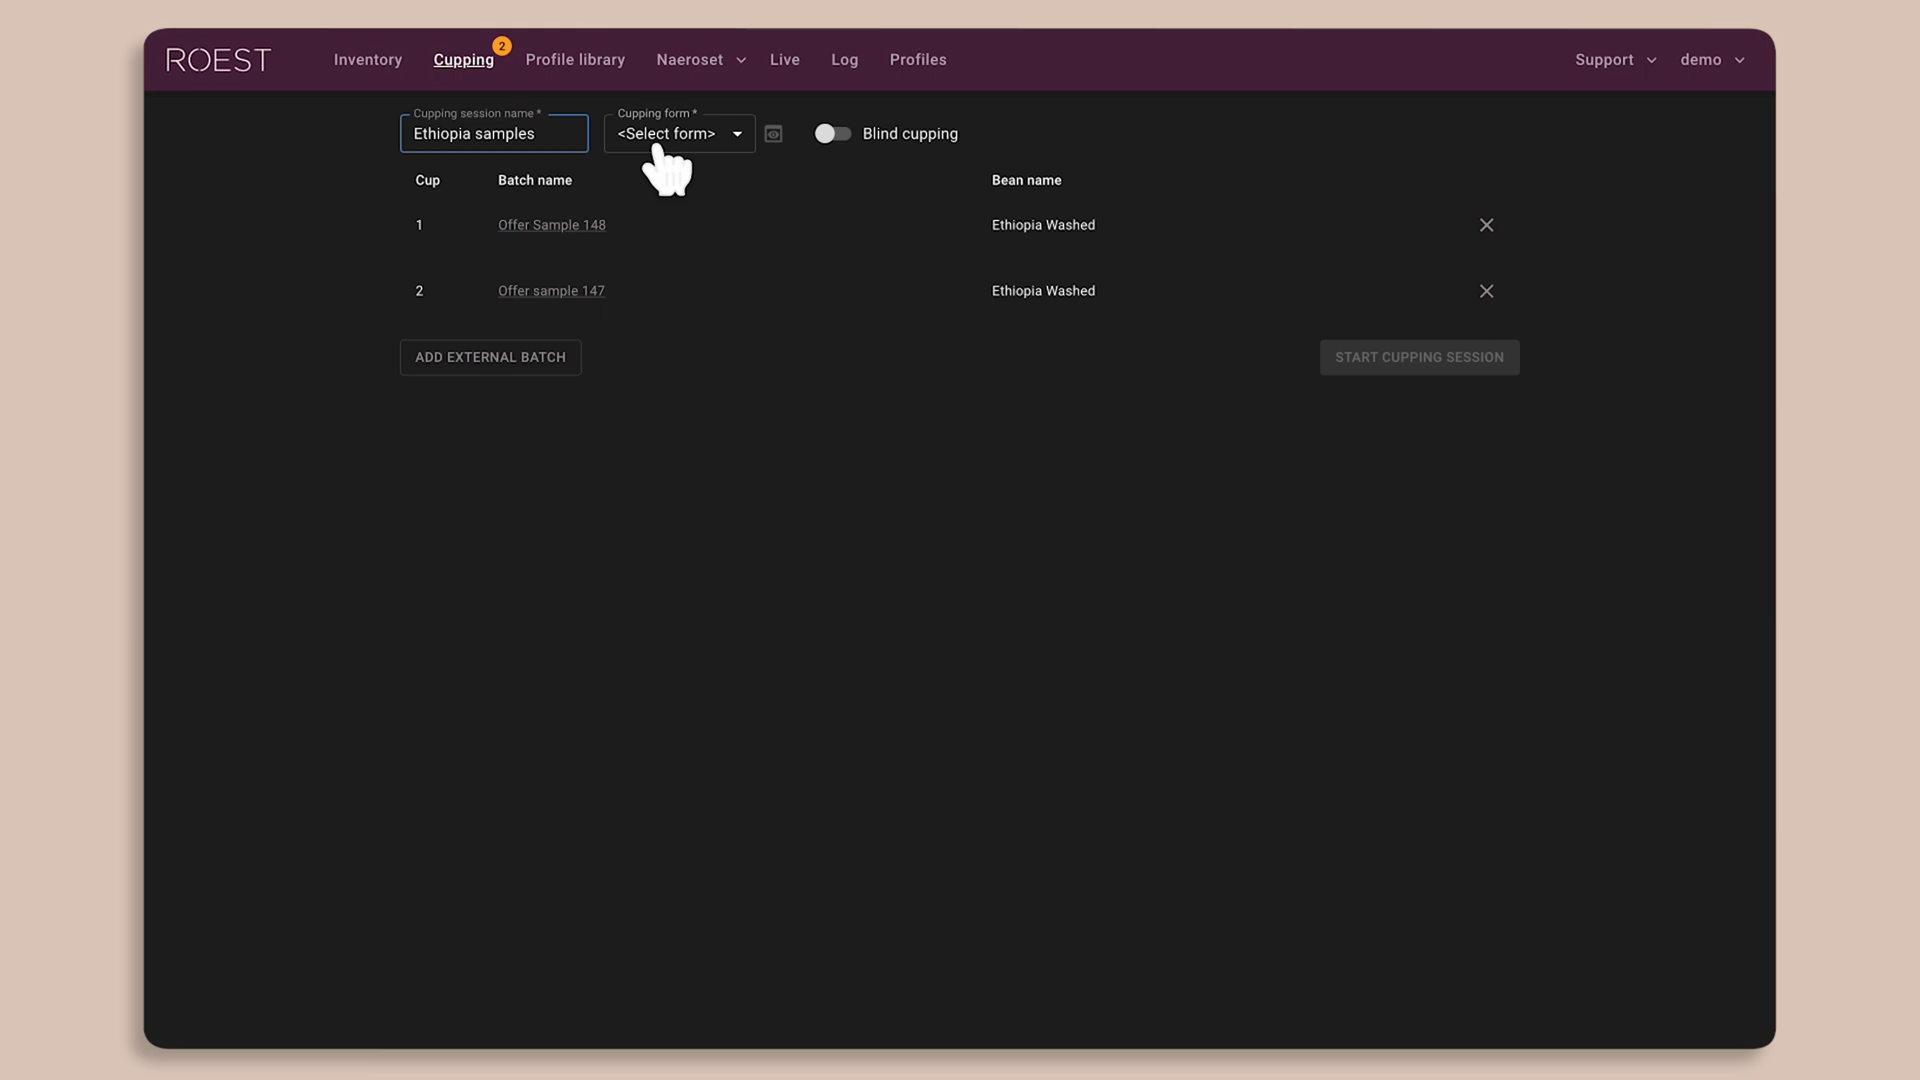 ROEST Inventory Cupping 2 Profile library Naeroset Live Log Profiles Support demo
Cupping session name * Cupping form *
Ethiopia samples <Select form> Blind cupping
Cup Batch name Bean name
1 Offer Sample 148 Ethiopia Washed
2 Offer sample 147 Ethiopia Washed
ADD EXTERNAL BATCH START CUPPING SESSION